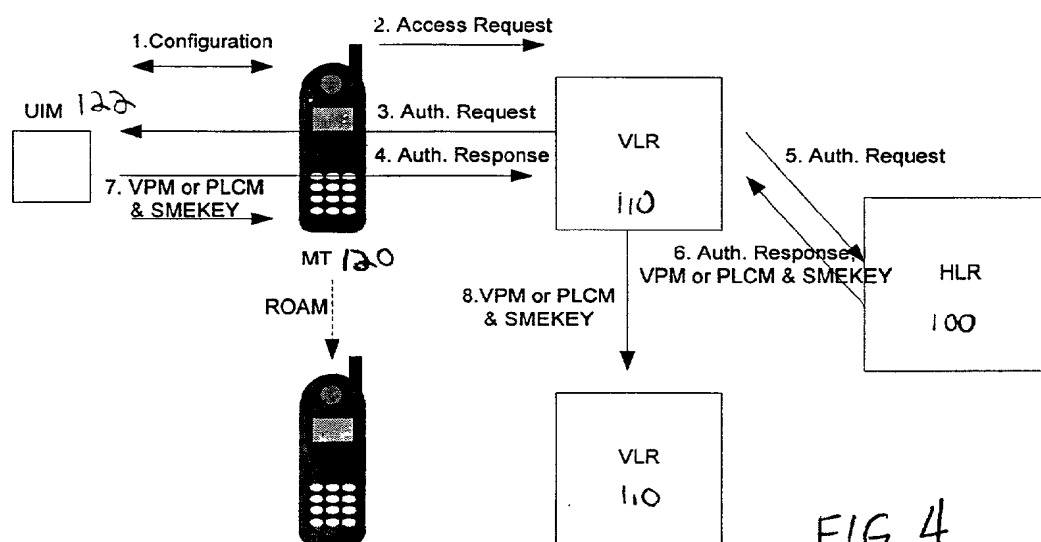 2. Access Request
1.Configuration
UIM 122
3. Auth. Request
4. Auth. Response
VLR
110
5. Auth. Request
7. VPM or PLCM
& SMEKEY
MT 120
6. Auth. Response,
VPM or PLCM & SMEKEY
HLR
100
ROAM
8.VPM or PLCM
& SMEKEY
VLR
110
FIG 4